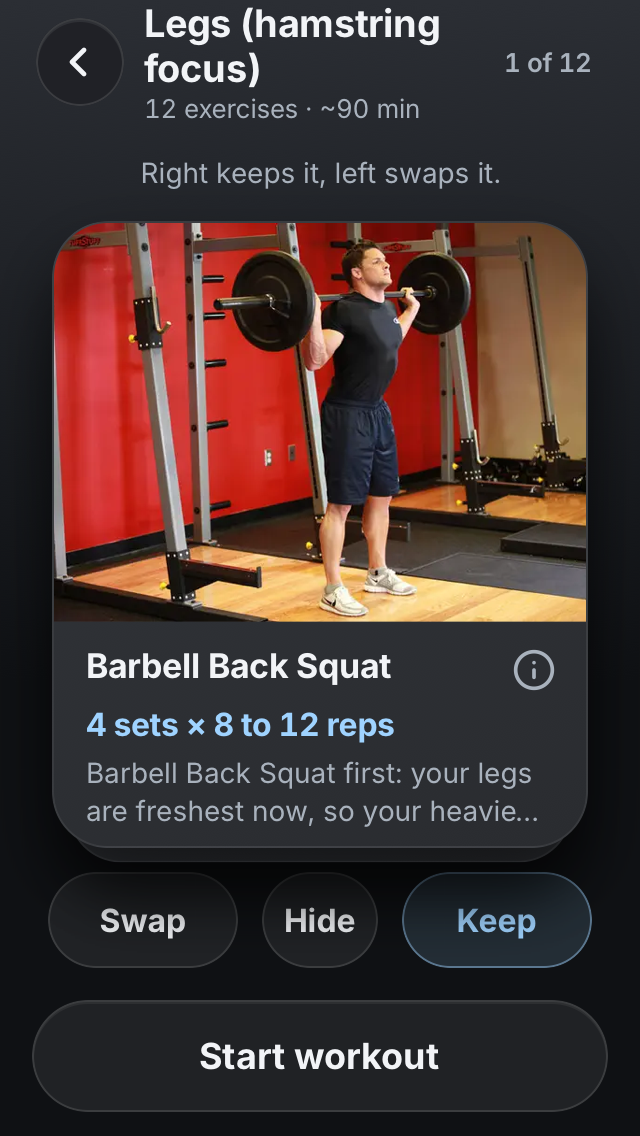 Legs (hamstring
focus)
1 of 12
12 exercises · ~90 min
Right keeps it, left swaps it.
Barbell Back Squat
4 sets × 8 to 12 reps
Barbell Back Squat first: your legs
are freshest now, so your heavie...
Swap
Hide
Keep
Start workout